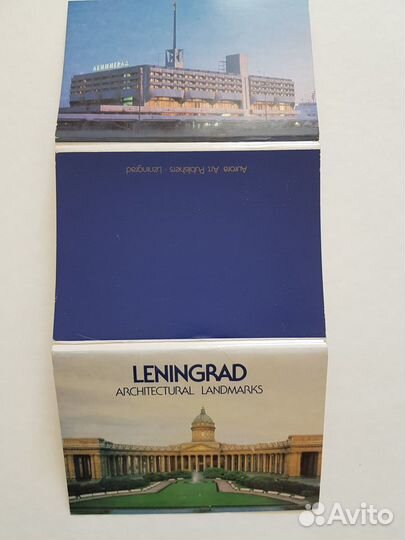 ЛЕНИНГРАД
Aurora Art Publishers · Leningrad
LENINGRAD
ARCHITECTURAL LANDMARKS
Avito